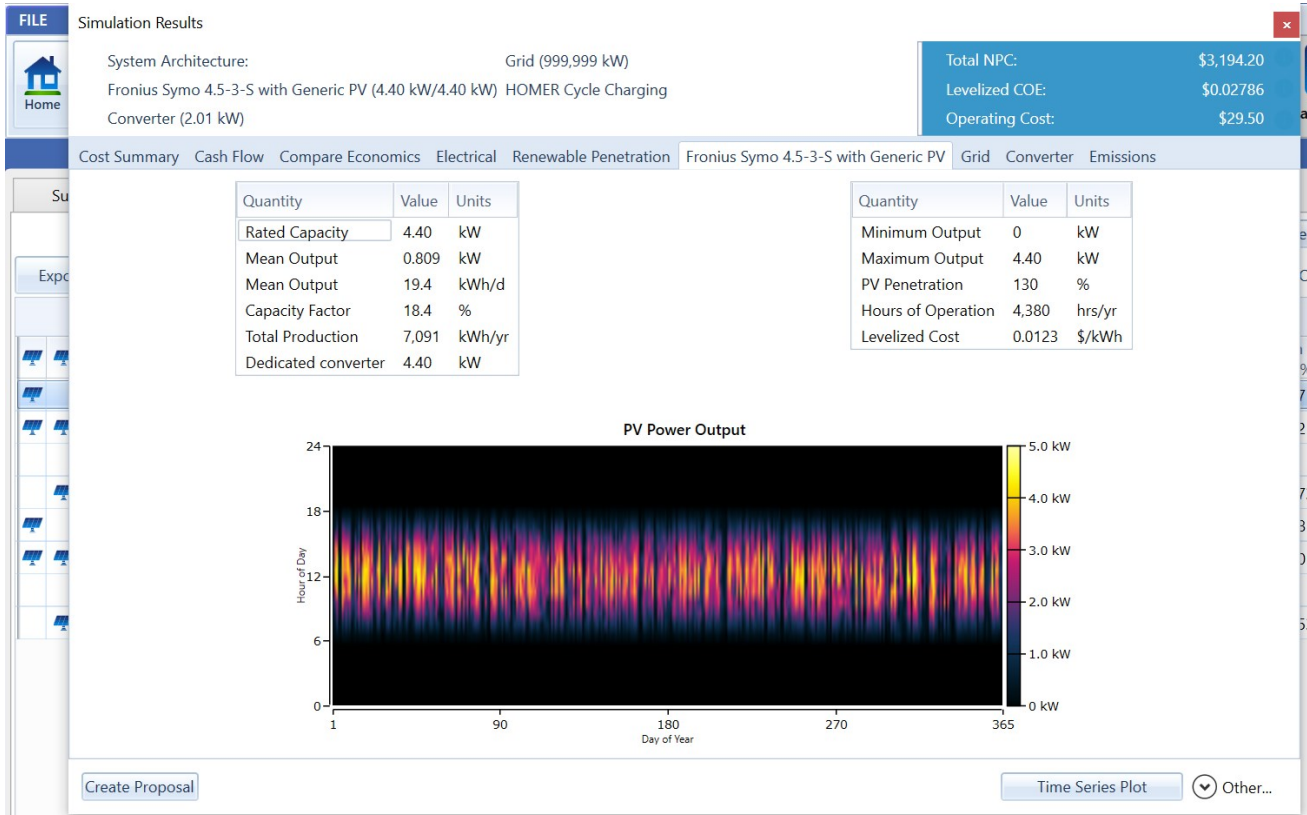 FILE
Simulation Results
Home
System Architecture:
Grid (999,999 kW)
Fronius Symo 4.5-3-S with Generic PV (4.40 kW/4.40 kW) HOMER Cycle Charging
Converter (2.01 kW)
Total NPC: $3,194.20
Levelized COE: $0.02786
Operating Cost: $29.50
Cost Summary Cash Flow Compare Economics Electrical Renewable Penetration Fronius Symo 4.5-3-S with Generic PV Grid Converter Emissions
Quantity Value Units
Rated Capacity 4.40 kW
Mean Output 0.809 kW
Mean Output 19.4 kWh/d
Capacity Factor 18.4 %
Total Production 7,091 kWh/yr
Dedicated converter 4.40 kW
Quantity Value Units
Minimum Output 0 kW
Maximum Output 4.40 kW
PV Penetration 130 %
Hours of Operation 4,380 hrs/yr
Levelized Cost 0.0123 $/kWh
PV Power Output
24
18
12
6
0
Hour of Day
1 90 180 270 365
Day of Year
5.0 kW
4.0 kW
3.0 kW
2.0 kW
1.0 kW
0 kW
Create Proposal
Time Series Plot
Other...